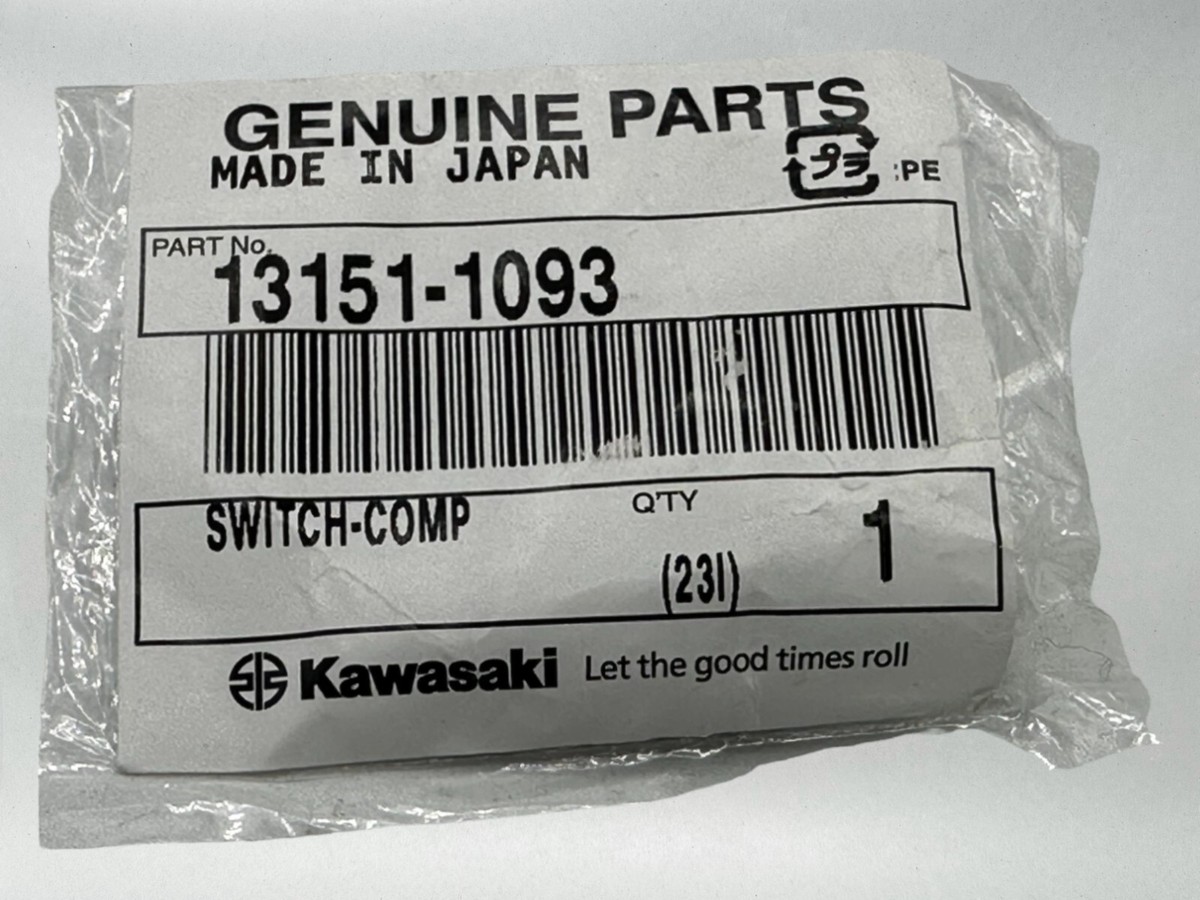 GENUINE PARTS
MADE IN JAPAN
プラ :PE
PART No.
13151-1093
SWITCH-COMP
Q'TY
1
(23I)
Kawasaki Let the good times roll